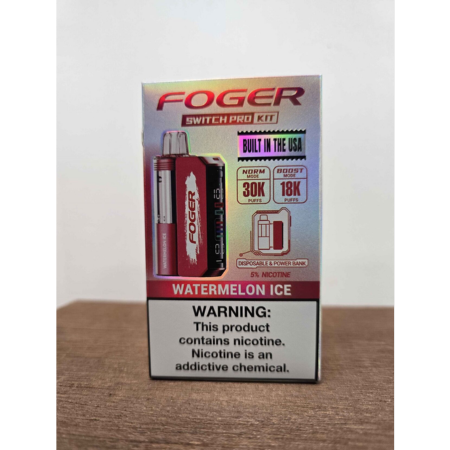 FOGER
SWITCH PRO KIT
BUILT IN THE USA
NORM MODE
30K
PUFFS
BOOST MODE
18K
PUFFS
FOGER
DISPOSABLE & POWER BANK
5% NICOTINE
WATERMELON ICE
WARNING:
This product
contains nicotine.
Nicotine is an
addictive chemical.